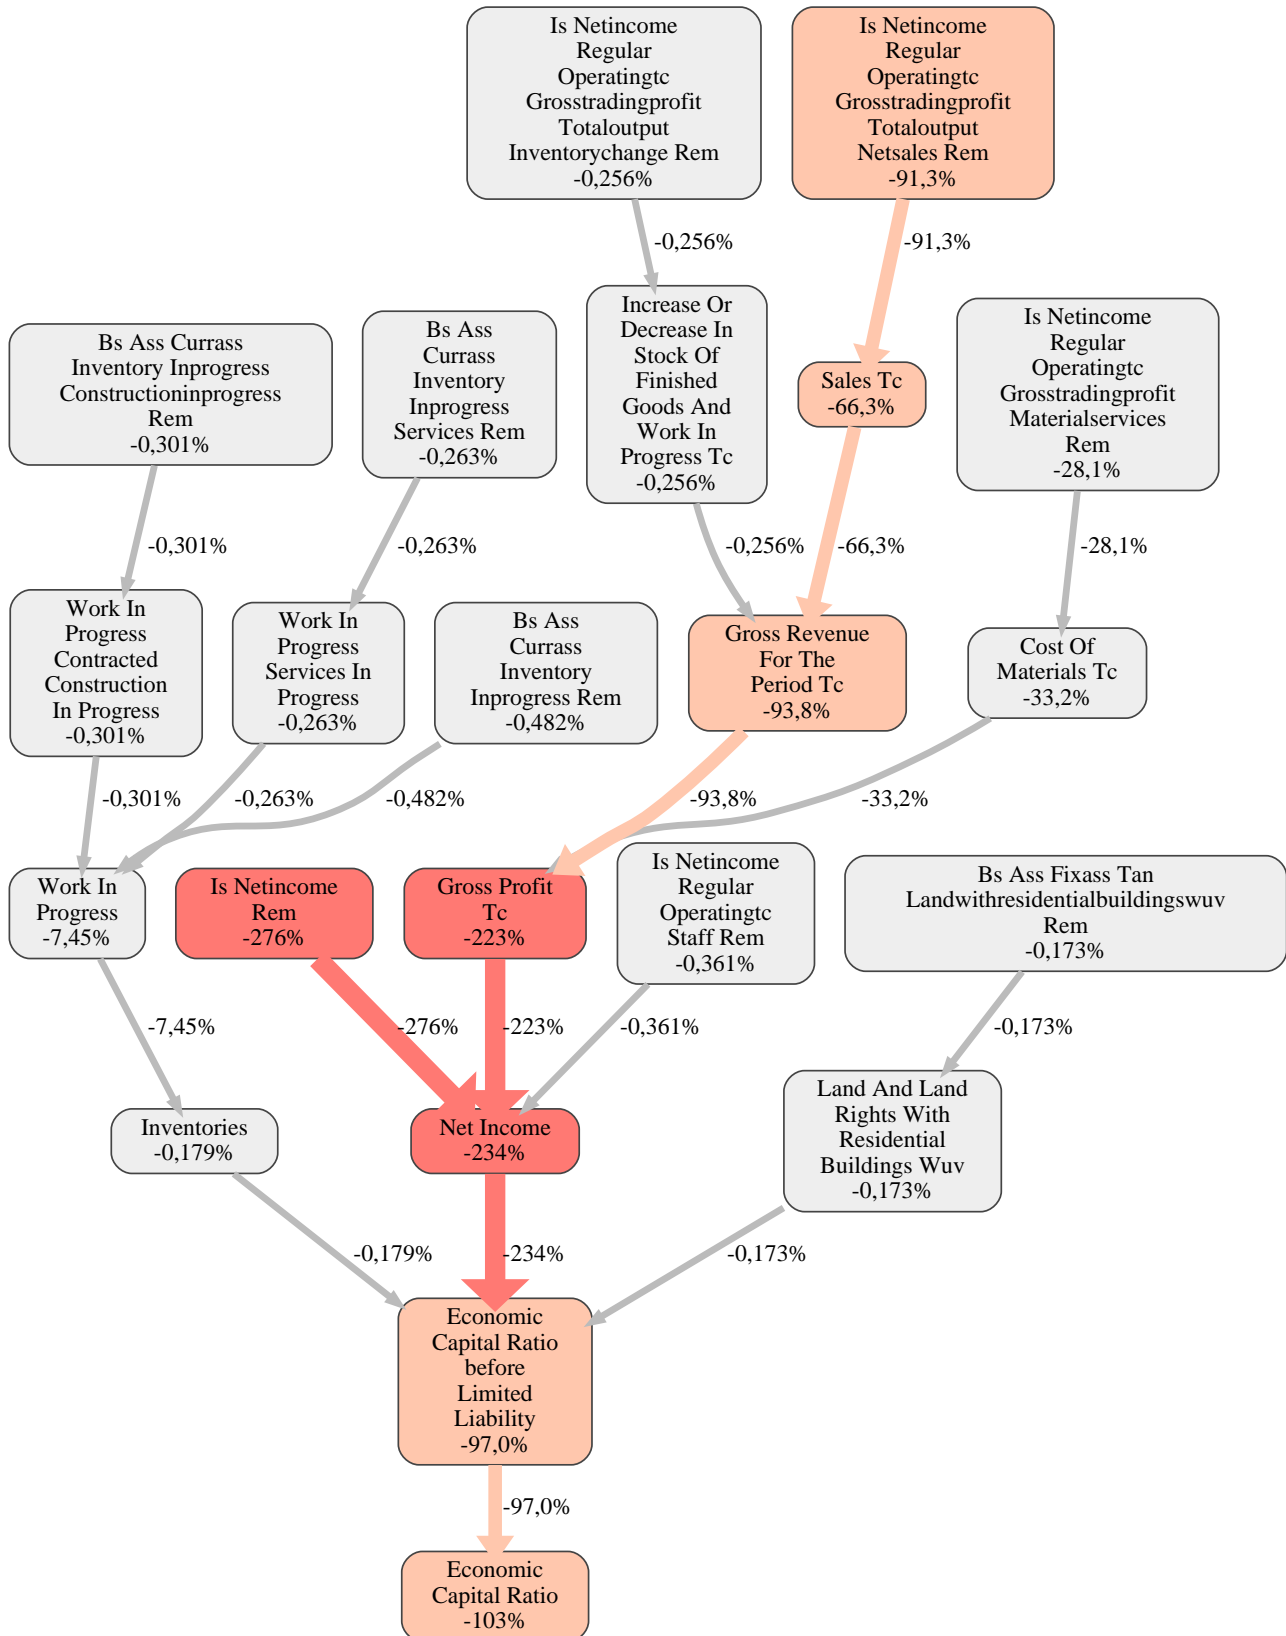 Is Netincome
Regular
Operatingtc
Grosstradingprofit
Totaloutput
Inventorychange Rem
-0,256%
Is Netincome
Regular
Operatingtc
Grosstradingprofit
Totaloutput
Netsales Rem
-91,3%
-0,256%
-91,3%
Bs Ass Currass
Inventory Inprogress
Constructioninprogress
Rem
-0,301%
Bs Ass
Currass
Inventory
Inprogress
Services Rem
-0,263%
Increase Or
Decrease In
Stock Of
Finished
Goods And
Work In
Progress Tc
-0,256%
Sales Tc
-66,3%
Is Netincome
Regular
Operatingtc
Grosstradingprofit
Materialservices
Rem
-28,1%
-0,301%
-0,263%
-0,256%
-66,3%
-28,1%
Work In
Progress
Contracted
Construction
In Progress
-0,301%
Work In
Progress
Services In
Progress
-0,263%
Bs Ass
Currass
Inventory
Inprogress Rem
-0,482%
Gross Revenue
For The
Period Tc
-93,8%
Cost Of
Materials Tc
-33,2%
-0,301%
-0,263%
-0,482%
-93,8%
-33,2%
Work In
Progress
-7,45%
Is Netincome
Rem
-276%
Gross Profit
Tc
-223%
Is Netincome
Regular
Operatingtc
Staff Rem
-0,361%
Bs Ass Fixass Tan
Landwithresidentialbuildingswuv
Rem
-0,173%
-7,45%
-276%
-223%
-0,361%
-0,173%
Inventories
-0,179%
Net Income
-234%
Land And Land
Rights With
Residential
Buildings Wuv
-0,173%
-0,179%
-234%
-0,173%
Economic
Capital Ratio
before
Limited
Liability
-97,0%
-97,0%
Economic
Capital Ratio
-103%